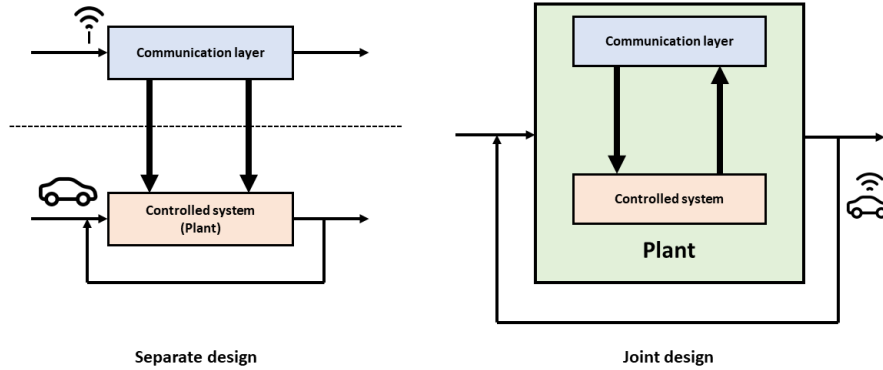 Communication layer
Controlled system
(Plant)
Separate design
Communication layer
Controlled system
Plant
Joint design